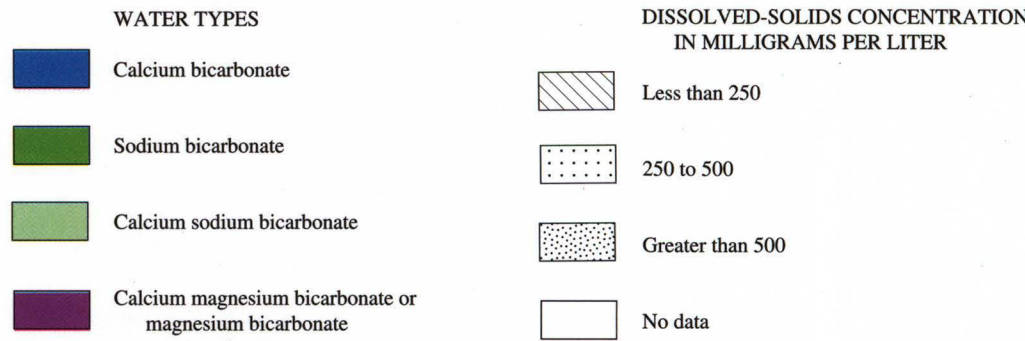 WATER TYPES
Calcium bicarbonate
Sodium bicarbonate
Calcium sodium bicarbonate
Calcium magnesium bicarbonate or
magnesium bicarbonate
DISSOLVED-SOLIDS CONCENTRATION
IN MILLIGRAMS PER LITER
Less than 250
250 to 500
Greater than 500
No data